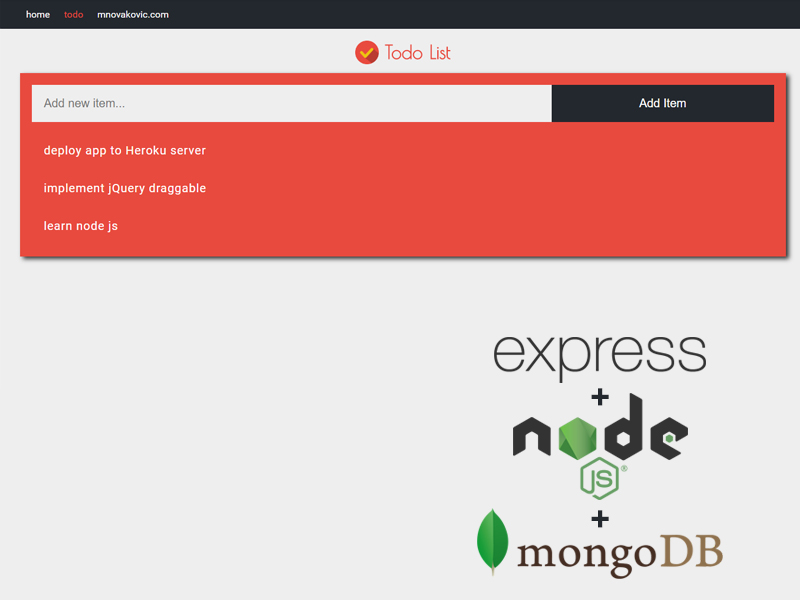 home todo mnovakovic.com
Todo List
Add new item... Add Item
deploy app to Heroku server
implement jQuery draggable
learn node js
express
+
node
JS®
+
mongoDB